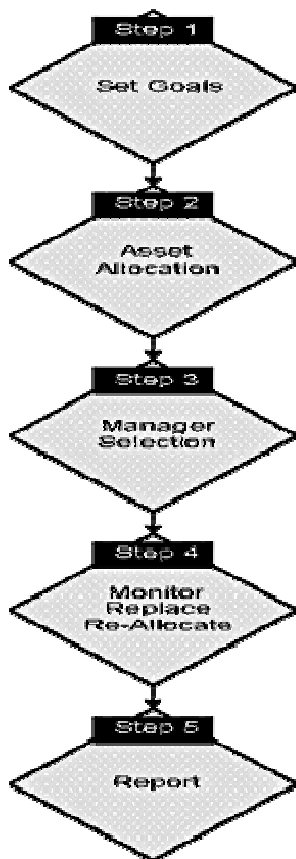 Step 1
Set Goals
Step 2
Asset
Allocation
Step 3
Manager
Selection
Step 4
Monitor
Replace
Re-Allocate
Step 5
Report